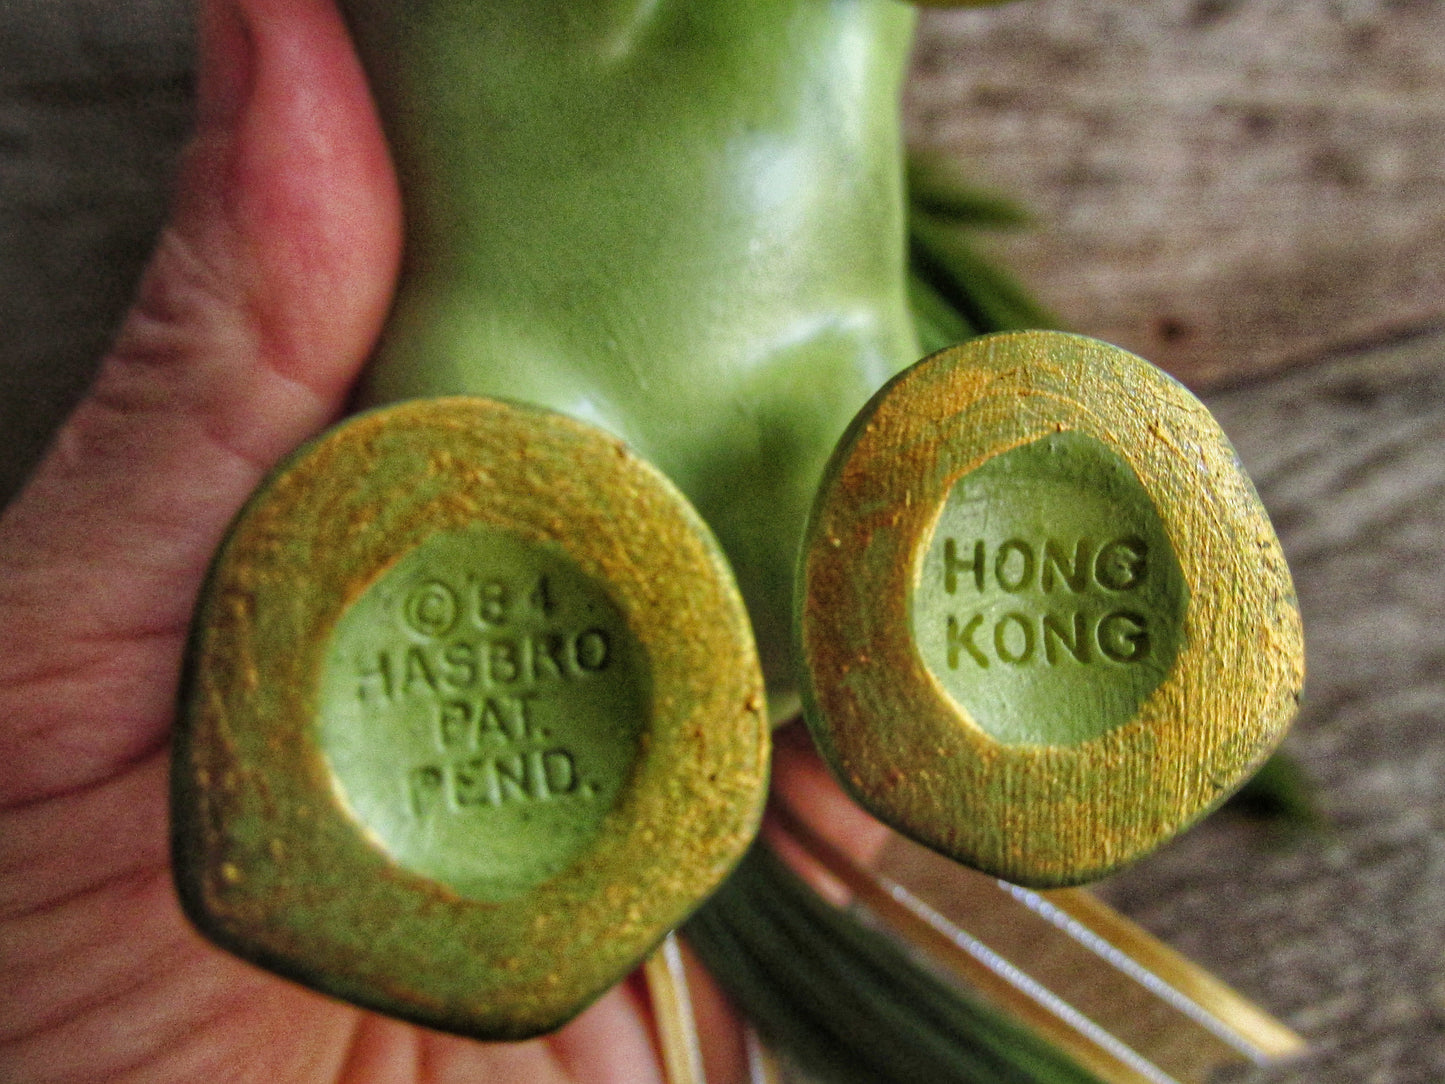 ©'84
HASBRO
PAT.
PEND.
HONG
KONG